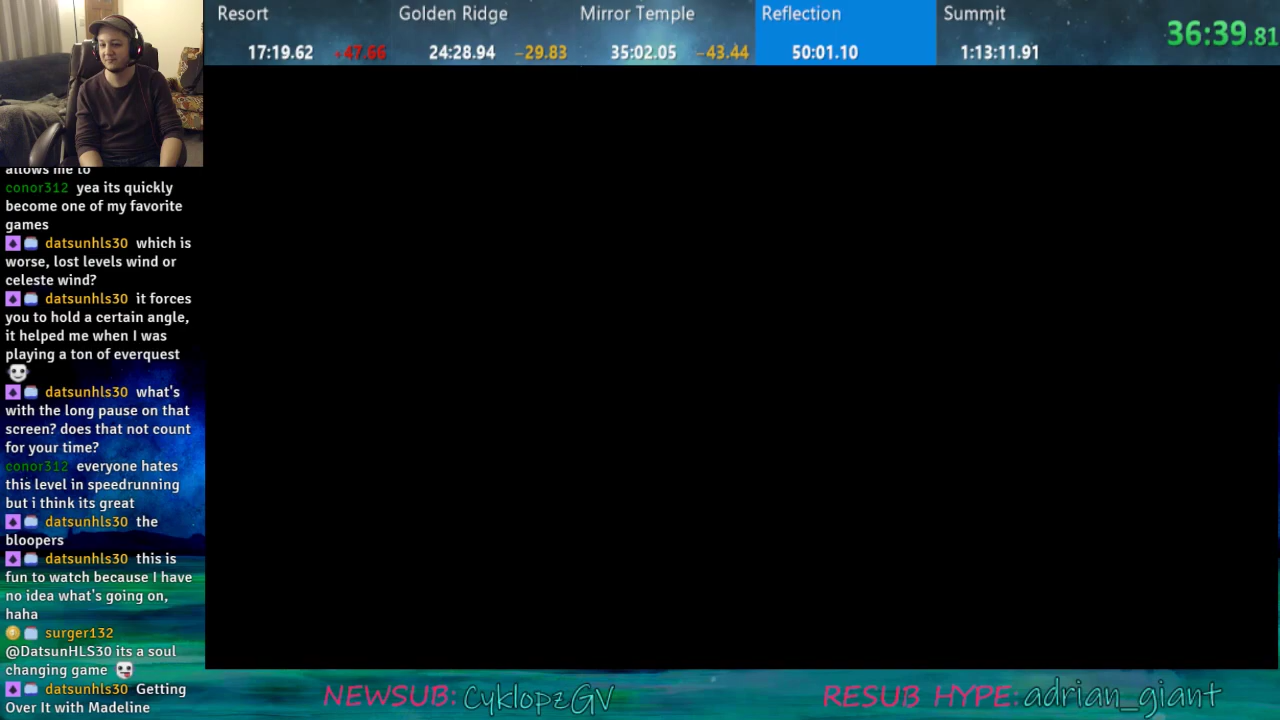 Resort Golden Ridge Mirror Temple Reflection Summit
17:19.62 +47.66 24:28.94 −29.83 35:02.05 −43.44 50:01.10 1:13:11.91 36:39.81
allows me to
conor312 yea its quickly
become one of my favorite
games
datsunhls30 which is
worse, lost levels wind or
celeste wind?
datsunhls30 it forces
you to hold a certain angle,
it helped me when I was
playing a ton of everquest
datsunhls30 what's
with the long pause on that
screen? does that not count
for your time?
conor312 everyone hates
this level in speedrunning
but i think its great
datsunhls30 the
bloopers
datsunhls30 this is
fun to watch because I have
no idea what's going on,
haha
surger132
@DatsunHLS30 its a soul
changing game
datsunhls30 Getting
Over It with Madeline
NEWSUB: CyklopzGV RESUB HYPE: adrian_giant